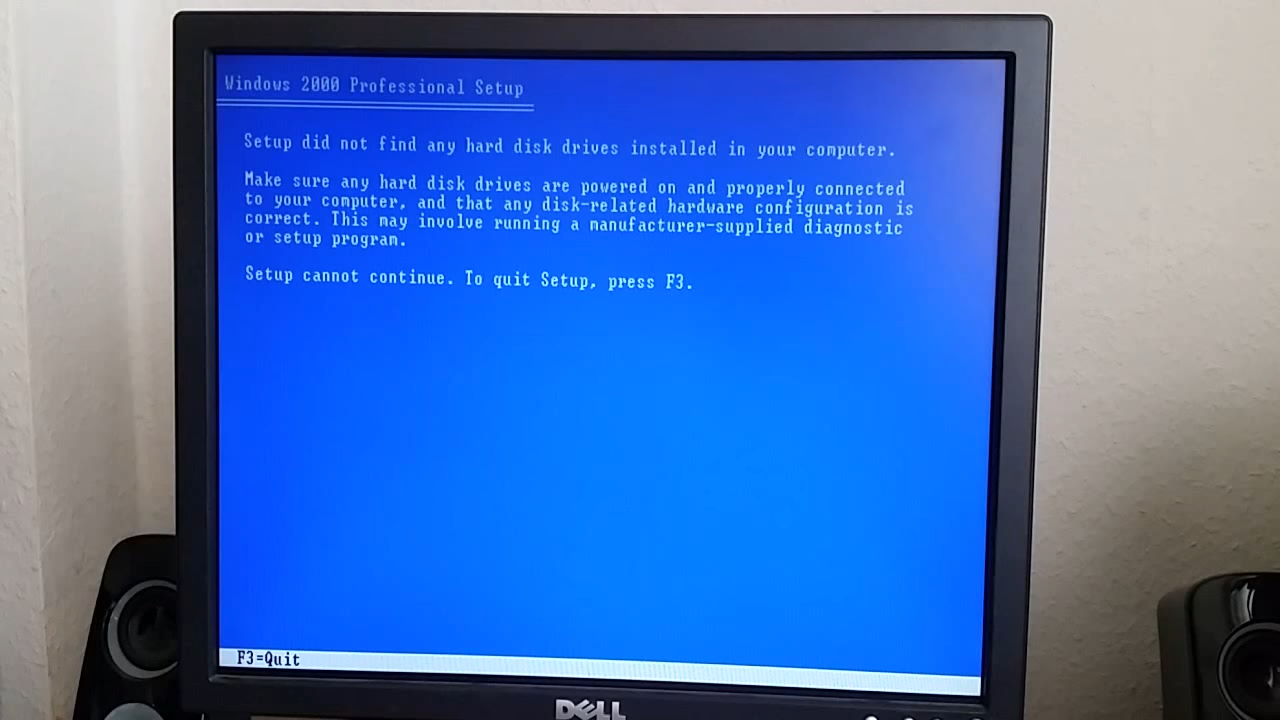 Windows 2000 Professional Setup
Setup did not find any hard disk drives installed in your computer.
Make sure any hard disk drives are powered on and properly connected
to your computer, and that any disk-related hardware configuration is
correct. This may involve running a manufacturer-supplied diagnostic
or setup program.
Setup cannot continue. To quit Setup, press F3.
F3=Quit
DELL